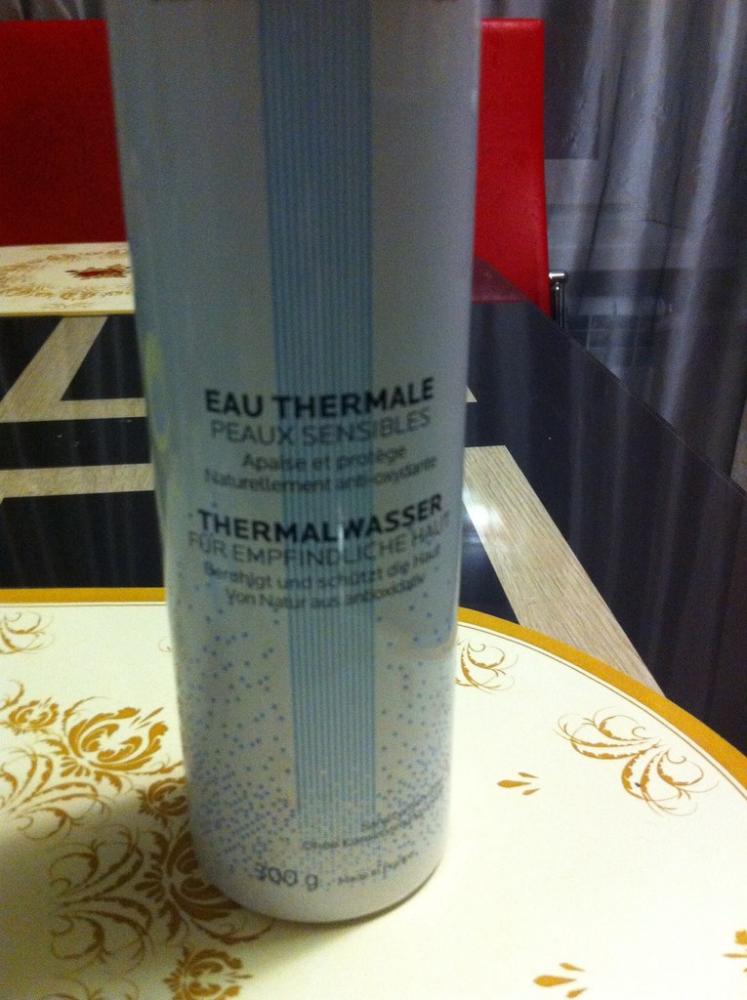 EAU THERMALE
PEAUX SENSIBLES
Apaise et protège
Naturellement anti-oxydante
THERMALWASSER
FÜR EMPFINDLICHE HAUT
Beruhigt und schützt die Haut
Von Natur aus antioxidativ
Ohne
300 g